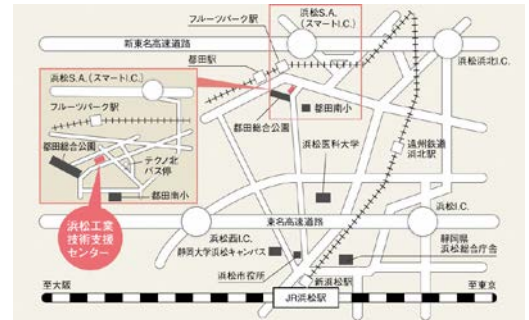 フルーツパーク駅
浜松S.A.
(スマートI.C.)
新東名高速道路
浜松浜北I.C.
都田駅
浜松S.A.(スマートI.C.)
フルーツパーク駅
都田南小
都田総合公園
浜松医科大学
遠州鉄道
浜北駅
都田総合公園
テクノ北
バス停
都田南小
浜松工業
技術支援
センター
東名高速道路
浜松I.C.
浜松西I.C.
静岡大学浜松キャンパス
静岡県
浜松総合庁舎
浜松市役所
新浜松駅
至大阪
JR浜松駅
至東京